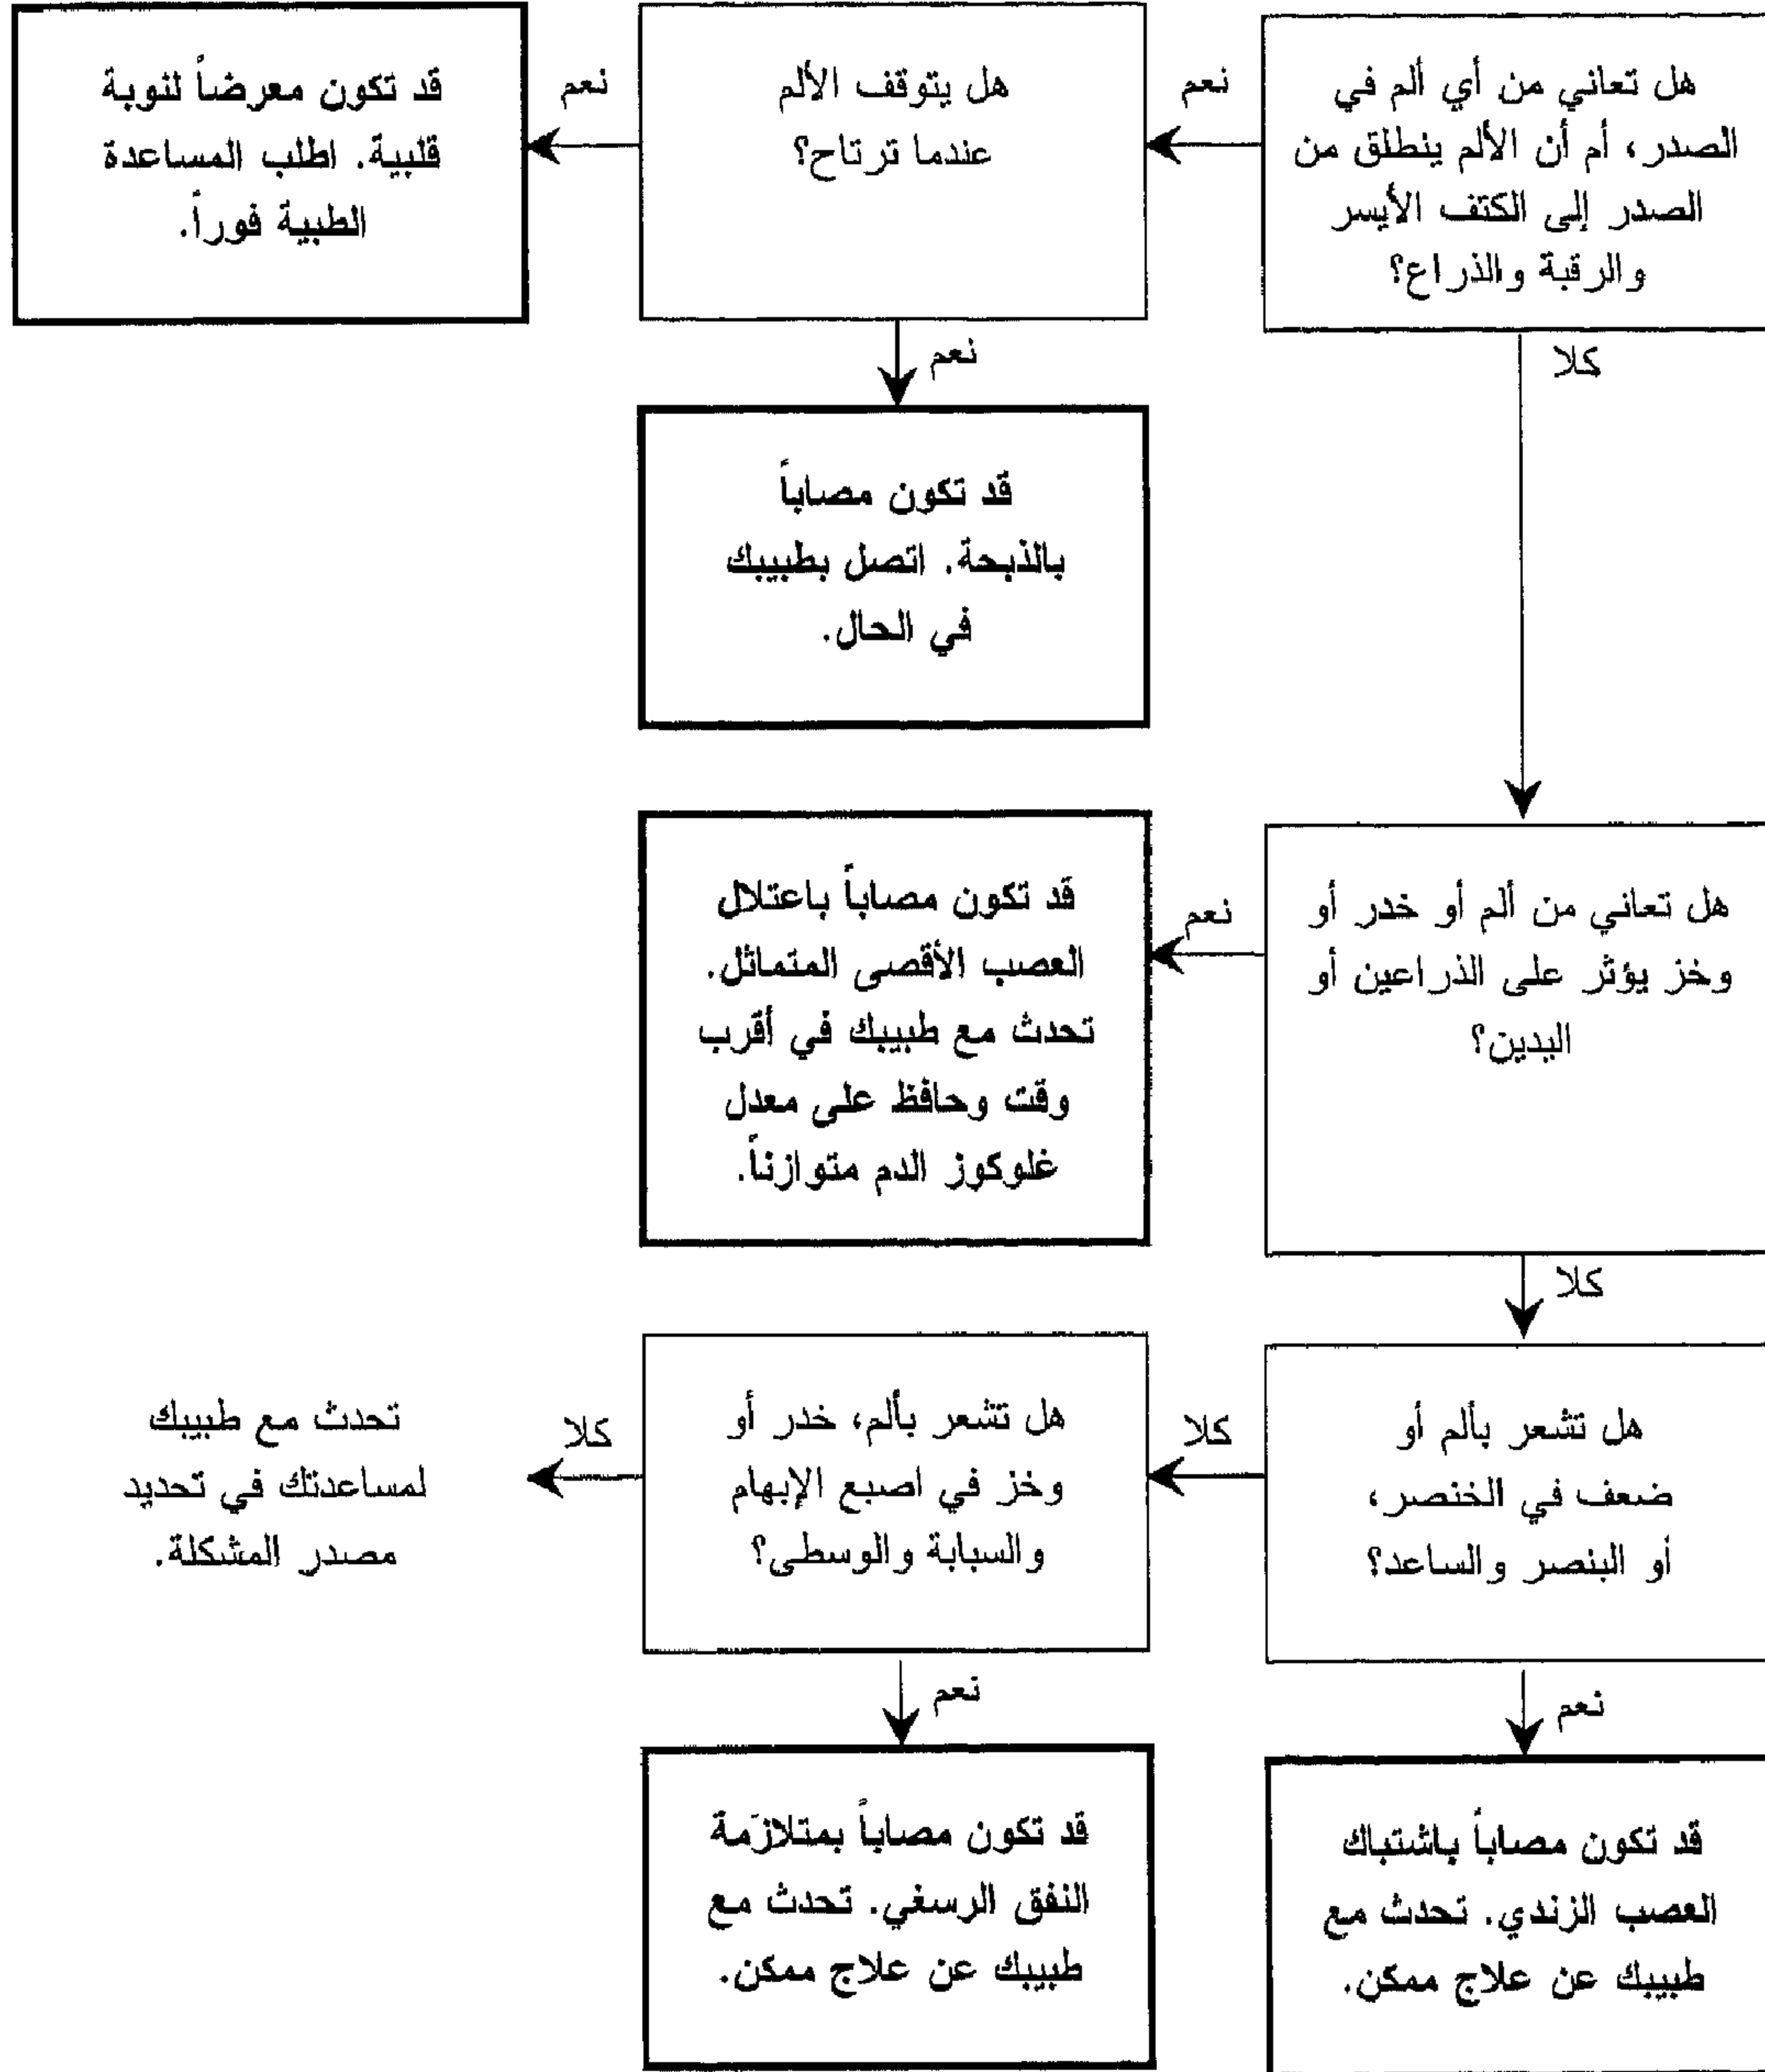 هل تعاني من أي ألم في
الصدر، أم أن الألم ينطلق من
الصدر إلى الكتف الأيسر
والرقبة والذراع؟
نعم
هل يتوقف الألم
عندما ترتاح؟
نعم
قد تكون معرضاً لنوبة
قلبية. اطلب المساعدة
الطبية فوراً.
كلا
نعم
قد تكون مصاباً
بالذبحة. اتصل بطبيبك
في الحال.
هل تعاني من ألم أو خدر أو
وخز يؤثر على الذراعين أو
اليدين؟
نعم
قد تكون مصاباً باعتلال
العصب الأقصى المتماثل.
تحدث مع طبيبك في أقرب
وقت وحافظ على معدل
غلوكوز الدم متوازناً.
كلا
هل تشعر بألم أو
ضعف في الخنصر،
أو البنصر والساعد؟
كلا
هل تشعر بألم، خدر أو
وخز في اصبع الإبهام
والسبابة والوسطى؟
كلا
تحدث مع طبيبك
لمساعدتك في تحديد
مصدر المشكلة.
نعم
نعم
قد تكون مصاباً باشتباك
العصب الزندي. تحدث مع
طبيبك عن علاج ممكن.
قد تكون مصاباً بمتلازَمة
النفق الرسغي. تحدث مع
طبيبك عن علاج ممكن.